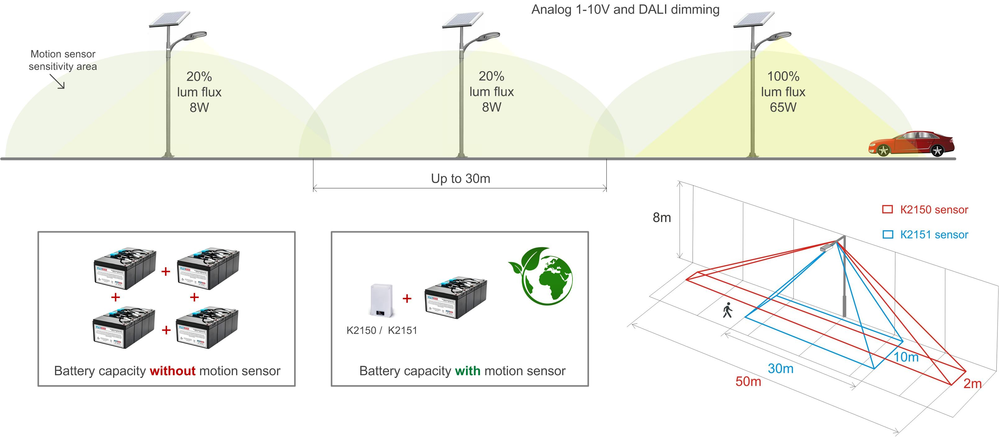 Analog 1-10V and DALI dimming
Motion sensor
sensitivity area
20%
lum flux
8W
20%
lum flux
8W
100%
lum flux
65W
Up to 30m
8m
K2150 sensor
K2151 sensor
10m
30m
50m
2m
+
+
+
+
Battery capacity without motion sensor
+
K2150 / K2151
Battery capacity with motion sensor